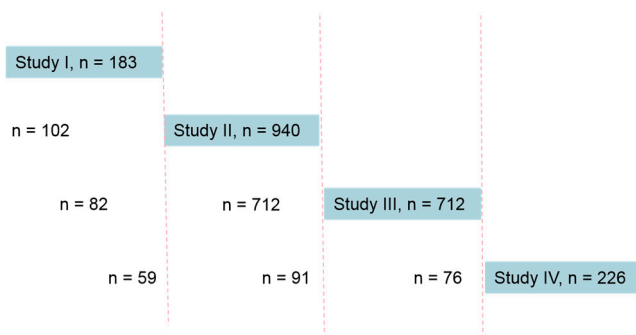 Study I, n = 183
n = 102 Study II, n = 940
n = 82 n = 712 Study III, n = 712
n = 59 n = 91 n = 76 Study IV, n = 226